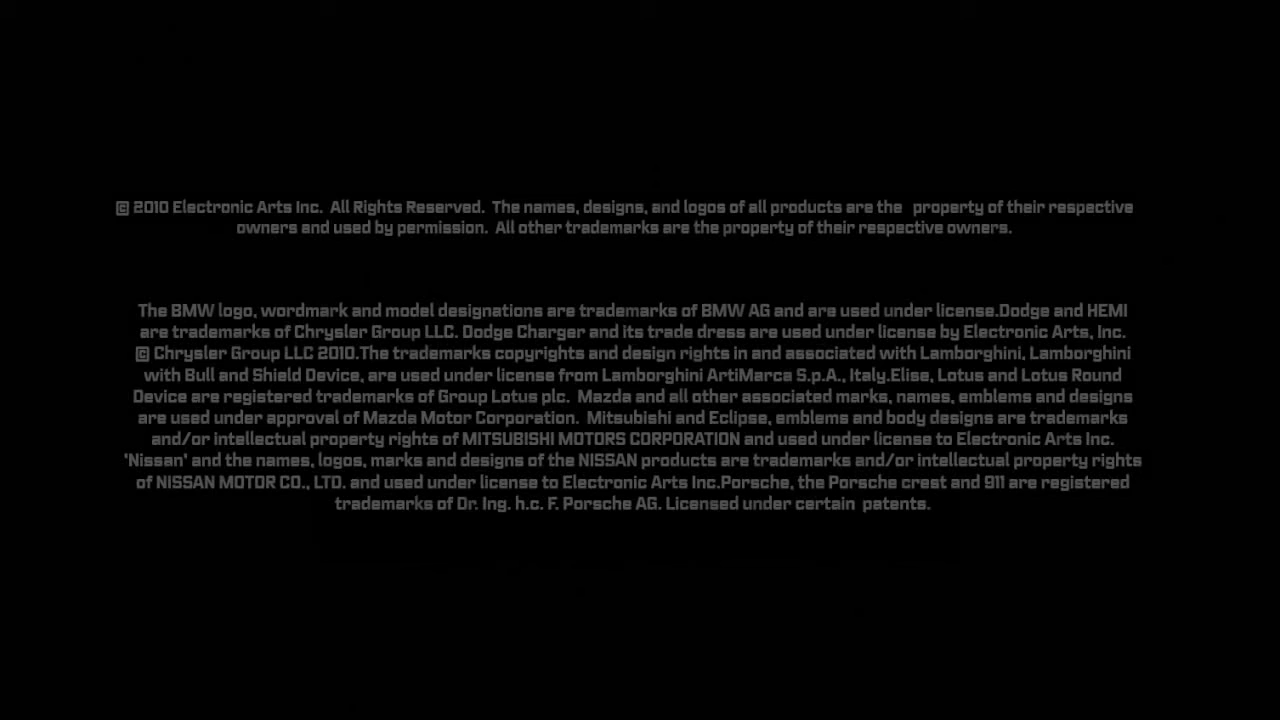 © 2010 Electronic Arts Inc.  All Rights Reserved.  The names, designs, and logos of all products are the  property of their respective
owners and used by permission.  All other trademarks are the property of their respective owners.
The BMW logo, wordmark and model designations are trademarks of BMW AG and are used under license.Dodge and HEMI
are trademarks of Chrysler Group LLC. Dodge Charger and its trade dress are used under license by Electronic Arts, Inc.
© Chrysler Group LLC 2010.The trademarks copyrights and design rights in and associated with Lamborghini, Lamborghini
with Bull and Shield Device, are used under license from Lamborghini ArtiMarca S.p.A., Italy.Elise, Lotus and Lotus Round
Device are registered trademarks of Group Lotus plc.  Mazda and all other associated marks, names, emblems and designs
are used under approval of Mazda Motor Corporation.  Mitsubishi and Eclipse, emblems and body designs are trademarks
and/or intellectual property rights of MITSUBISHI MOTORS CORPORATION and used under license to Electronic Arts Inc.
'Nissan' and the names, logos, marks and designs of the NISSAN products are trademarks and/or intellectual property rights
of NISSAN MOTOR CO., LTD. and used under license to Electronic Arts Inc.Porsche, the Porsche crest and 911 are registered
trademarks of Dr. Ing. h.c. F. Porsche AG. Licensed under certain  patents.